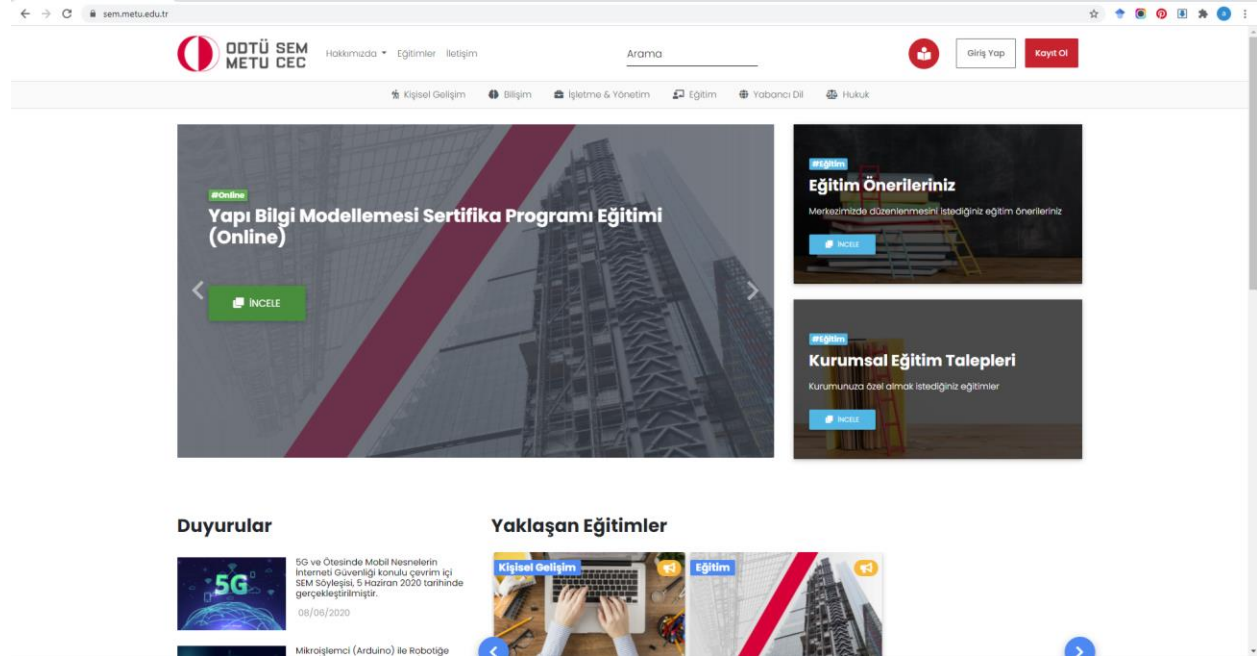 sem.metu.edu.tr
ODTÜ SEM
METU CEC
Hakkımızda
Eğitimler
İletişim
Arama
Giriş Yap
Kayıt Ol
Kişisel Gelişim
Bilişim
İşletme & Yönetim
Eğitim
Yabancı Dil
Hukuk
#Online
Yapı Bilgi Modellemesi Sertifika Programı Eğitimi
(Online)
İNCELE
#Eğitim
Eğitim Önerileriniz
Merkezimizde düzenlenmesini istediğiniz eğitim önerileriniz
İNCELE
#Eğitim
Kurumsal Eğitim Talepleri
Kurumunuza özel almak istediğiniz eğitimler
İNCELE
Duyurular
5G
5G ve Ötesinde Mobil Nesnelerin
İnterneti Güvenliği konulu çevrim içi
SEM Söyleşisi, 5 Haziran 2020 tarihinde
gerçekleştirilmiştir.
08/06/2020
Mikroişlemci (Arduino) ile Robotiğe
Yaklaşan Eğitimler
Kişisel Gelişim
Eğitim